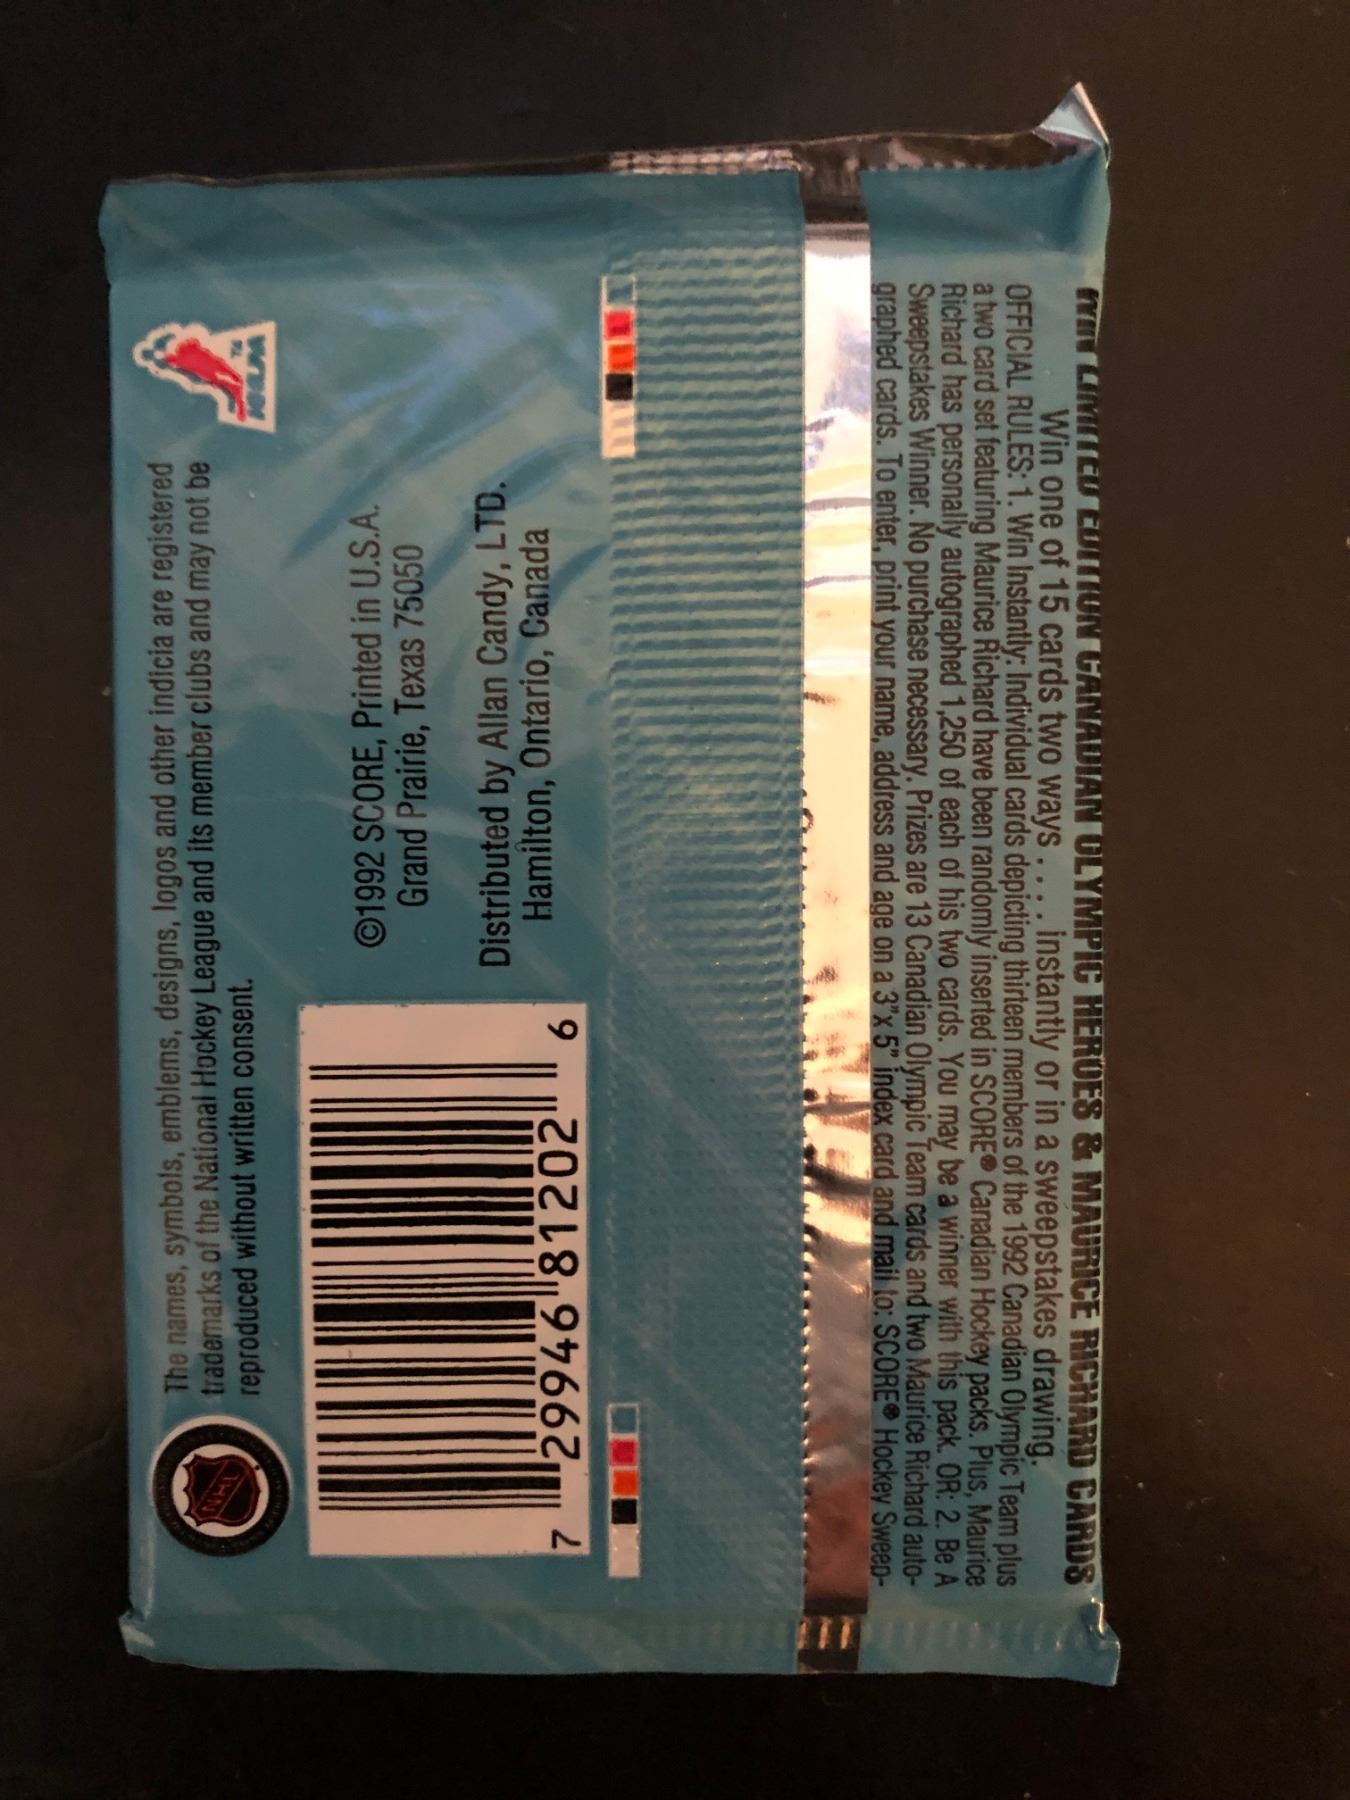 WIN LIMITED EDITION CANADIAN OLYMPIC HEROES & MAURICE RICHARD CARDS
Win one of 15 cards two ways . . . . instantly or in a sweepstakes drawing.
OFFICIAL RULES: 1. Win Instantly: Individual cards depicting thirteen members of the 1992 Canadian Olympic Team plus
a two card set featuring Maurice Richard have been randomly inserted in SCORE® Canadian Hockey packs. Plus, Maurice
Richard has personally autographed 1,250 of each of his two cards. You may be a winner with this pack. OR: 2. Be A
Sweepstakes Winner. No purchase necessary. Prizes are 13 Canadian Olympic Team cards and two Maurice Richard auto-
graphed cards. To enter, print your name, address and age on a 3"x 5" index card and mail to: SCORE® Hockey Sweep-
The names, symbols, emblems, designs, logos and other indicia are registered
trademarks of the National Hockey League and its member clubs and may not be
reproduced without written consent.
NHL
NHLPA
TM
©1992 SCORE, Printed in U.S.A.
Grand Prairie, Texas 75050
Distributed by Allan Candy, LTD.
Hamilton, Ontario, Canada
7 29946 81202 6